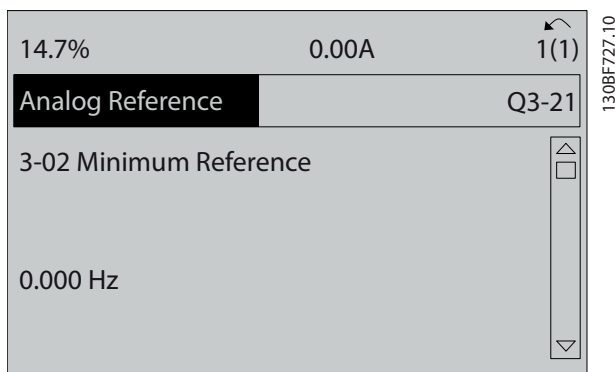 14.7% 0.00A 1(1)
Analog Reference Q3-21
3-02 Minimum Reference
0.000 Hz
130BF727.10